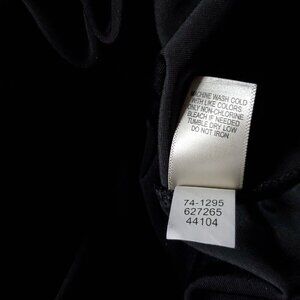 MACHINE WASH COLD
WITH LIKE COLORS
ONLY NON-CHLORINE
BLEACH IF NEEDED
TUMBLE DRY LOW
DO NOT IRON
74-1295
627265
44104